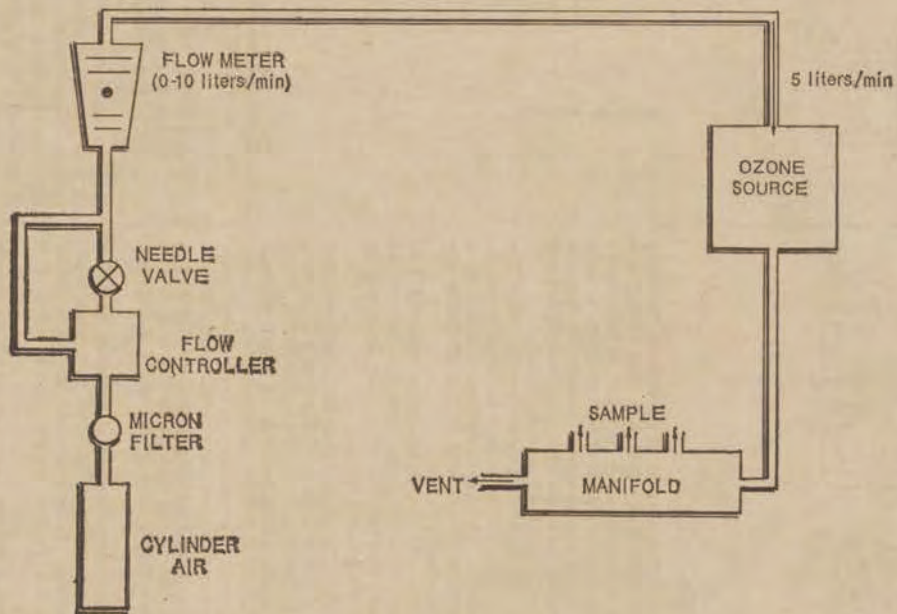 FLOW METER
(0-10 liters/min)
5 liters/min
OZONE
SOURCE
NEEDLE
VALVE
FLOW
CONTROLLER
MICRON
FILTER
SAMPLE
VENT
MANIFOLD
CYLINDER
AIR